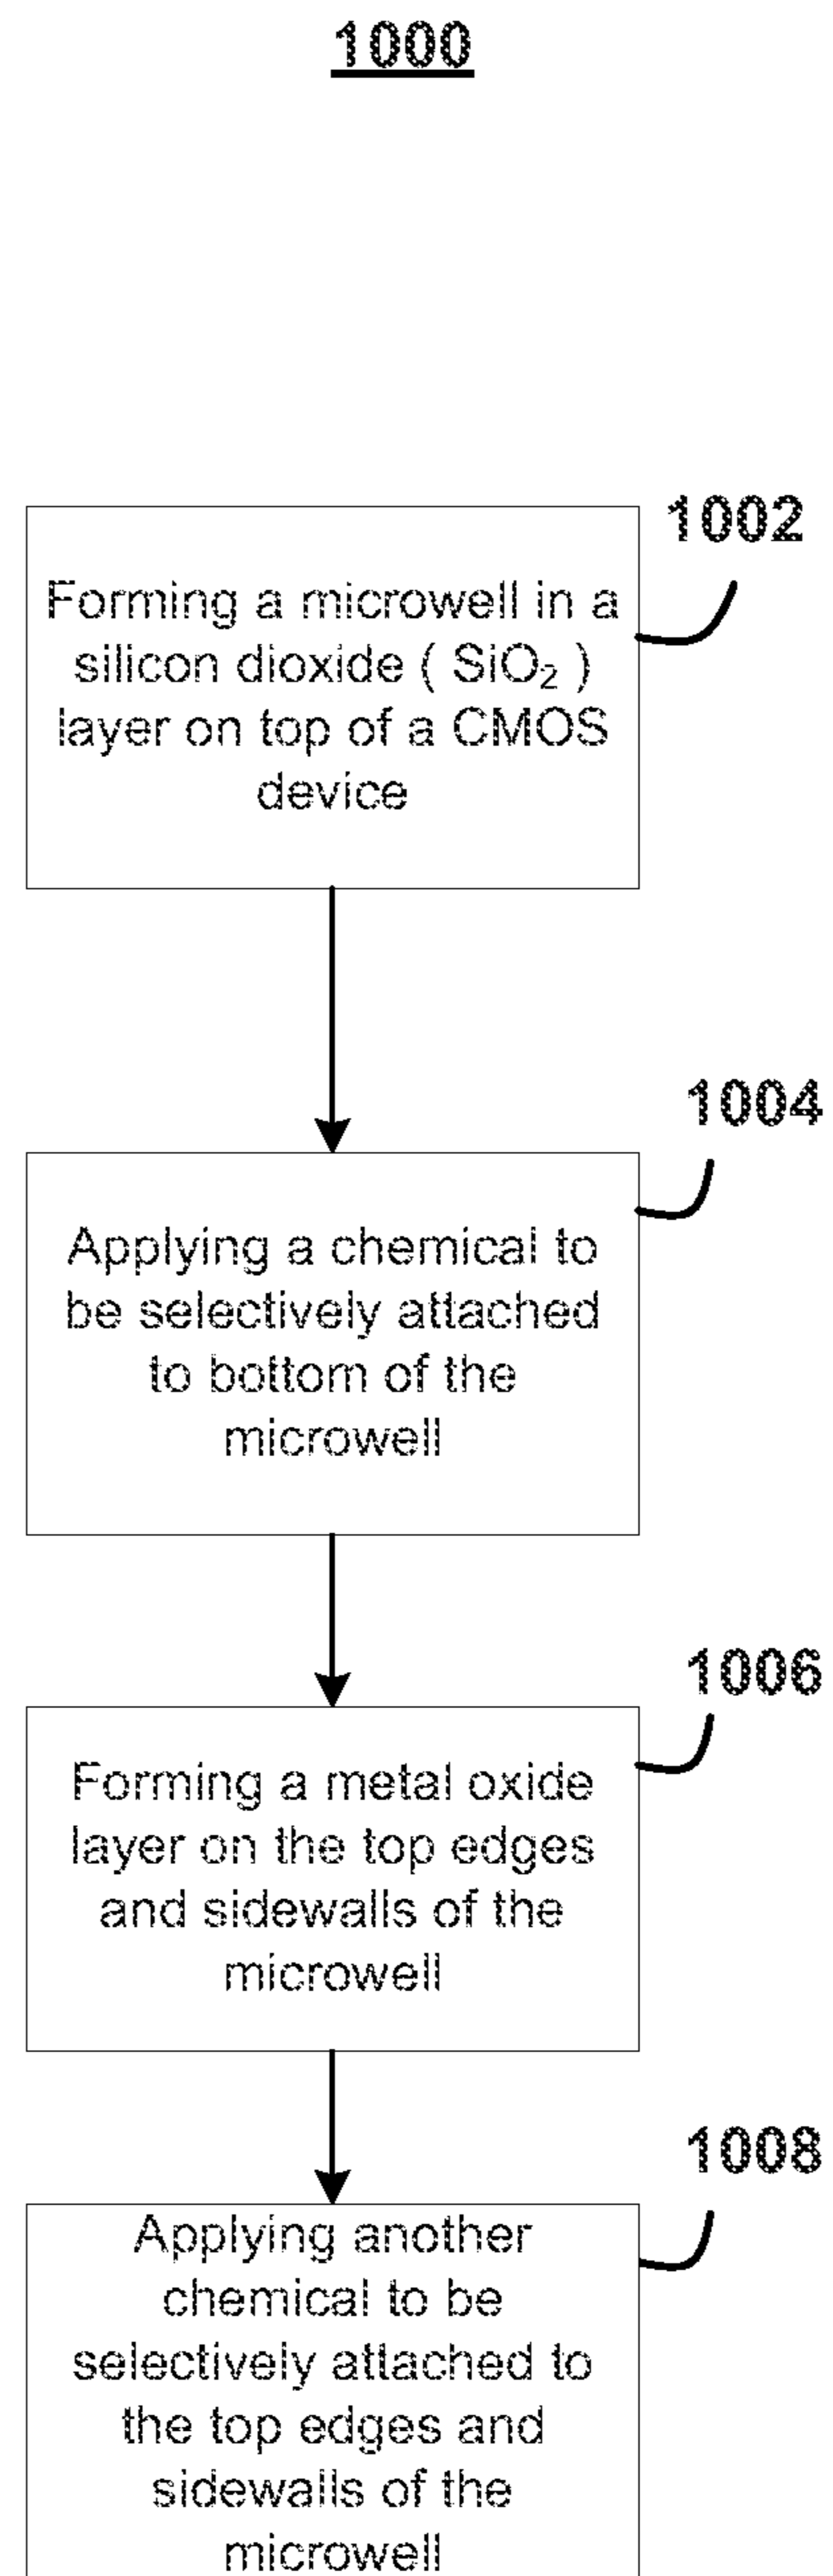 1000
1002
Forming a microwell in a
silicon dioxide ( SiO₂ )
layer on top of a CMOS
device
1004
Applying a chemical to
be selectively attached
to bottom of the
microwell
1006
Forming a metal oxide
layer on the top edges
and sidewalls of the
microwell
1008
Applying another
chemical to be
selectively attached to
the top edges and
sidewalls of the
microwell